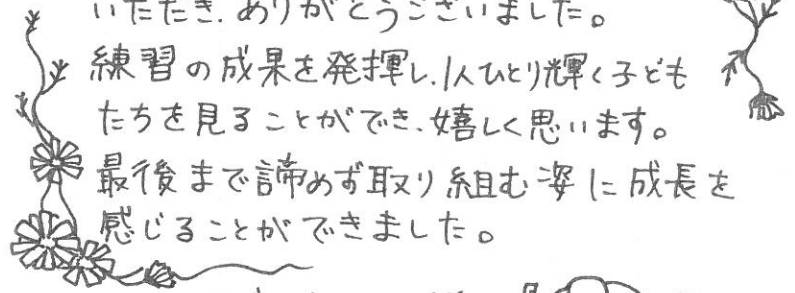 いただき、ありがとうございました。
練習の成果を発揮し、1人ひとり輝く子ども
たちを見ることができ、嬉しく思います。
最後まで諦めず取り組む姿に成長を
感じることができました。